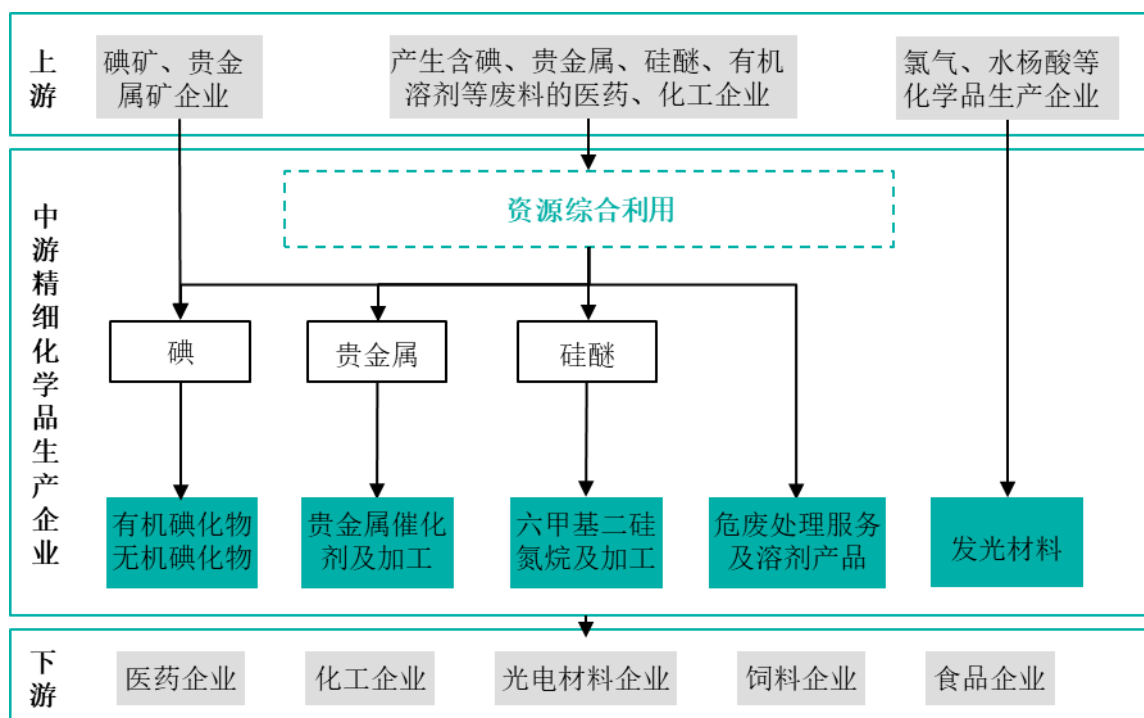 上游
碘矿、贵金
属矿企业
产生含碘、贵金属、硅醚、有机
溶剂等废料的医药、化工企业
氯气、水杨酸等
化学品生产企业
中游精细化学品生产企业
资源综合利用
碘
贵金属
硅醚
有机碘化物
无机碘化物
贵金属催化
剂及加工
六甲基二硅
氮烷及加工
危废处理服务
及溶剂产品
发光材料
下游
医药企业
化工企业
光电材料企业
饲料企业
食品企业